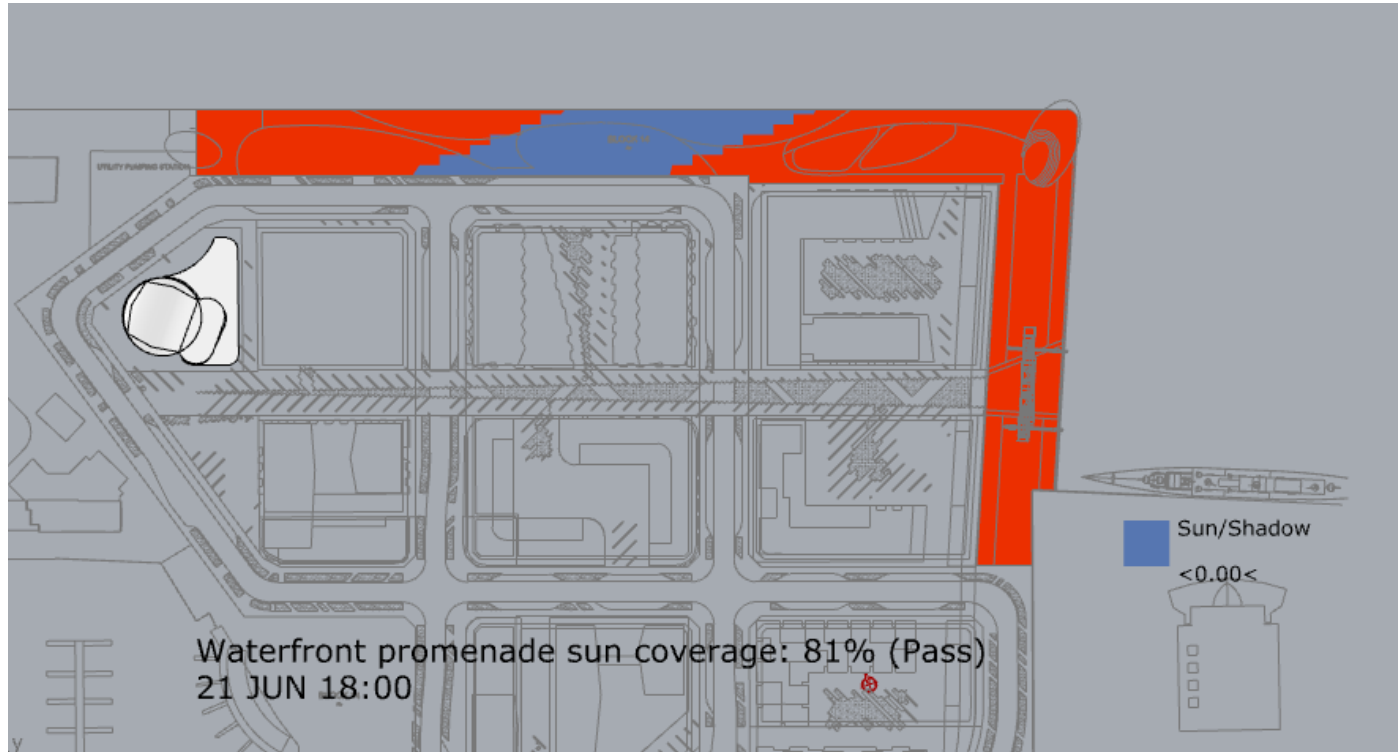 UTILITY PUMPING STATION
Sun/Shadow
<0.00<
Waterfront promenade sun coverage: 81% (Pass)
21 JUN 18:00
y